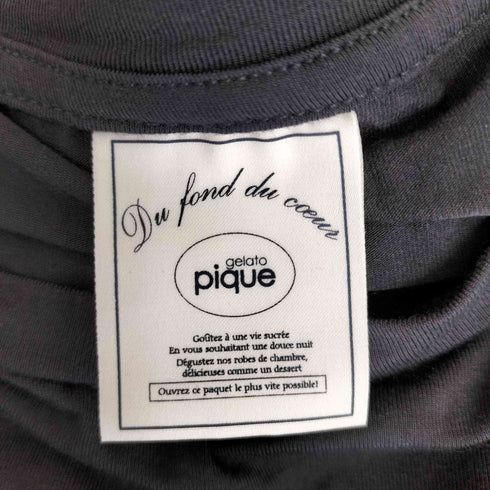 Du fond du cœur
gelato
pique
Goûtez à une vie sucrée
En vous souhaitant une douce nuit
Dégustez nos robes de chambre,
délicieuses comme un dessert
Ouvrez ce paquet le plus vite possible!